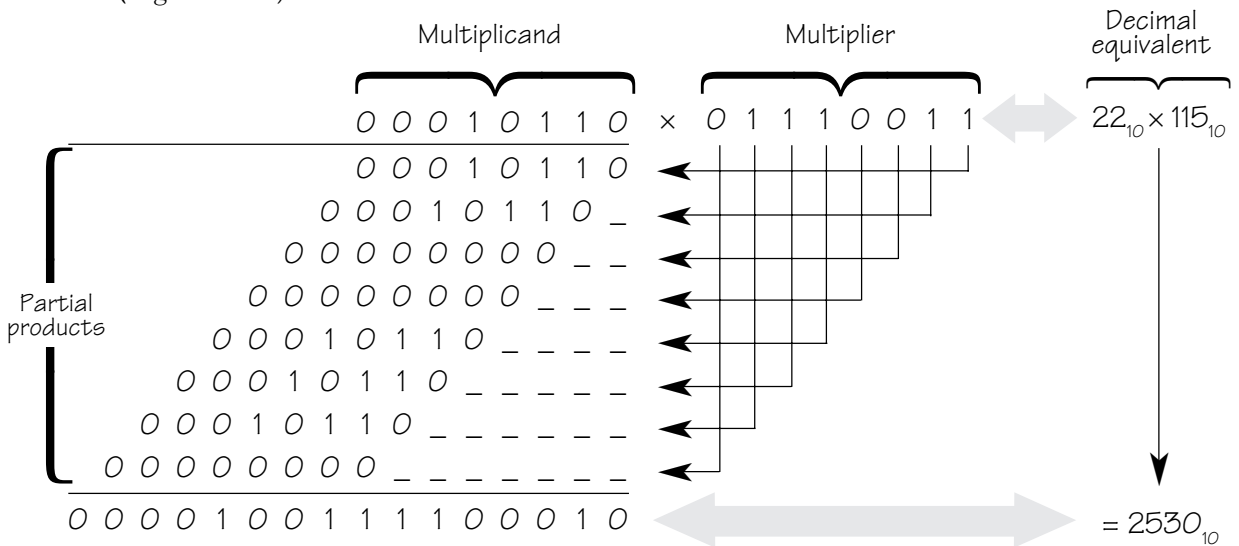 Multiplicand
Multiplier
Decimal
equivalent
0 0 0 1 0 1 1 0 × 0 1 1 1 0 0 1 1 22₁₀ × 115₁₀
0 0 0 1 0 1 1 0
0 0 0 1 0 1 1 0 _
0 0 0 0 0 0 0 0 _ _
0 0 0 0 0 0 0 0 _ _ _
0 0 0 1 0 1 1 0 _ _ _ _
0 0 0 1 0 1 1 0 _ _ _ _ _
0 0 0 1 0 1 1 0 _ _ _ _ _ _
0 0 0 0 0 0 0 0 _ _ _ _ _ _ _
Partial
products
0 0 0 0 1 0 0 1 1 1 1 0 0 0 1 0 = 2530₁₀